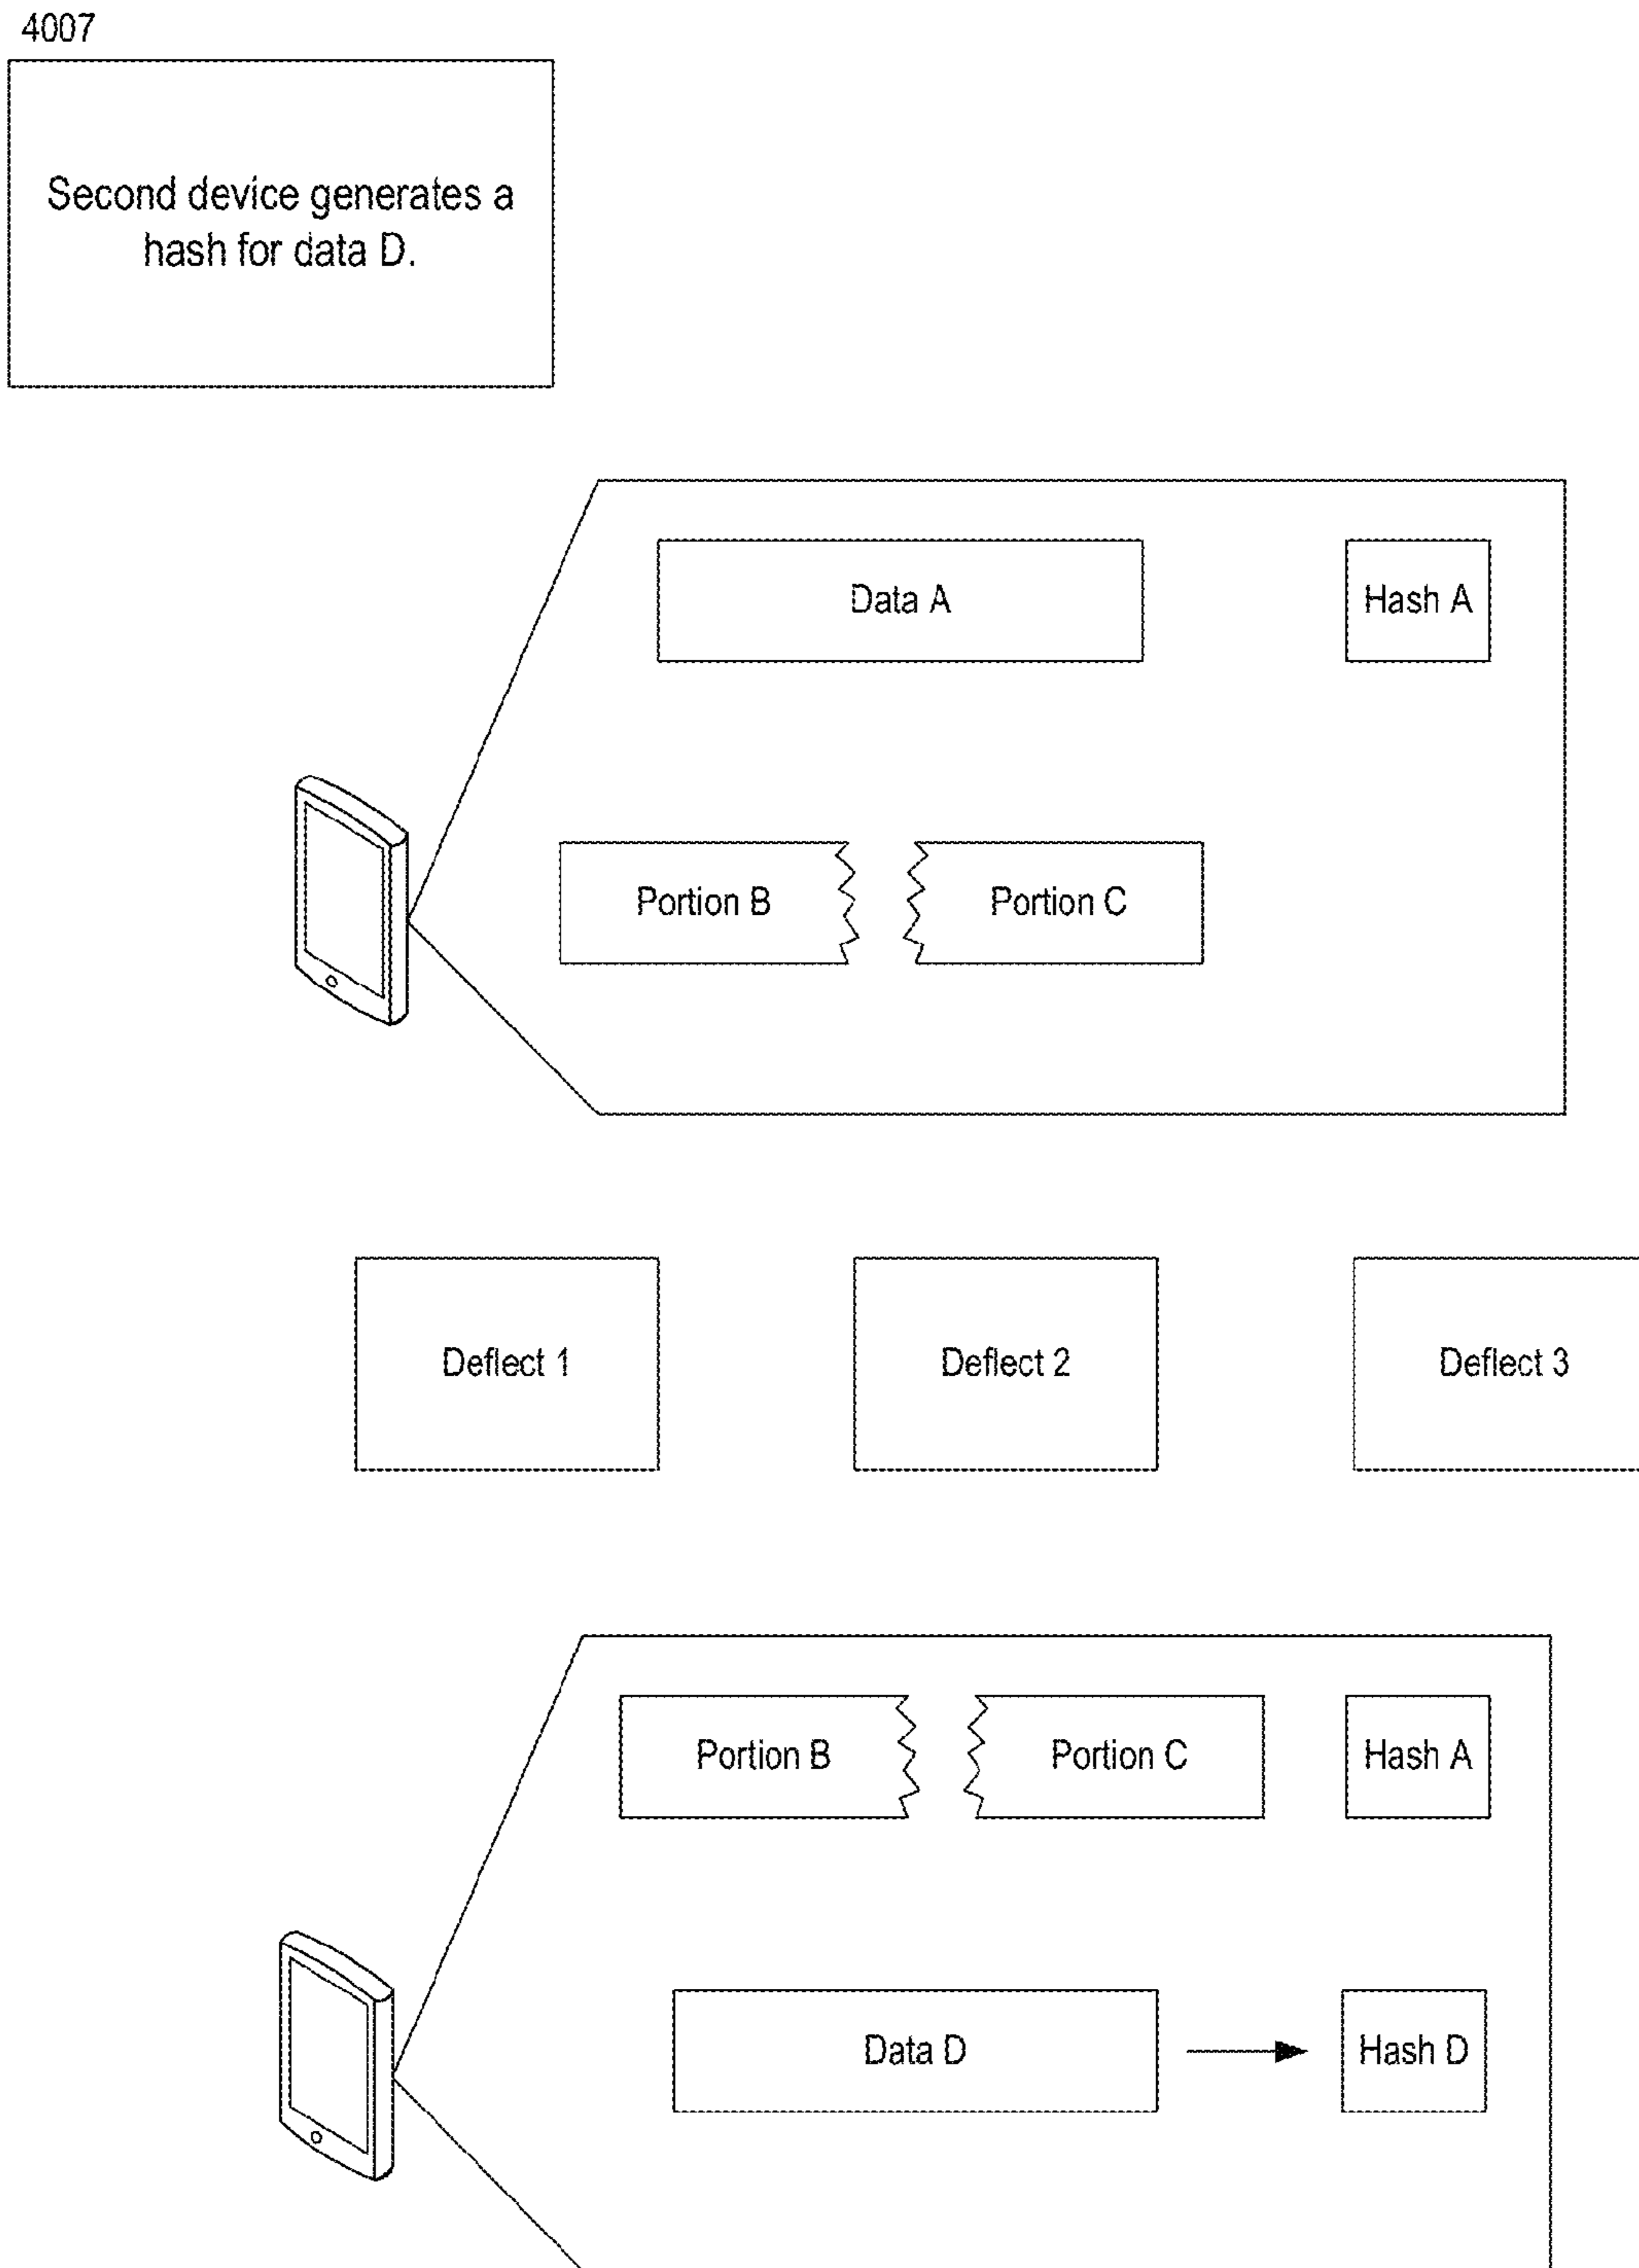 4007
Second device generates a
hash for data D.
Data A
Hash A
Portion B
Portion C
Deflect 1
Deflect 2
Deflect 3
Portion B
Portion C
Hash A
Data D
Hash D